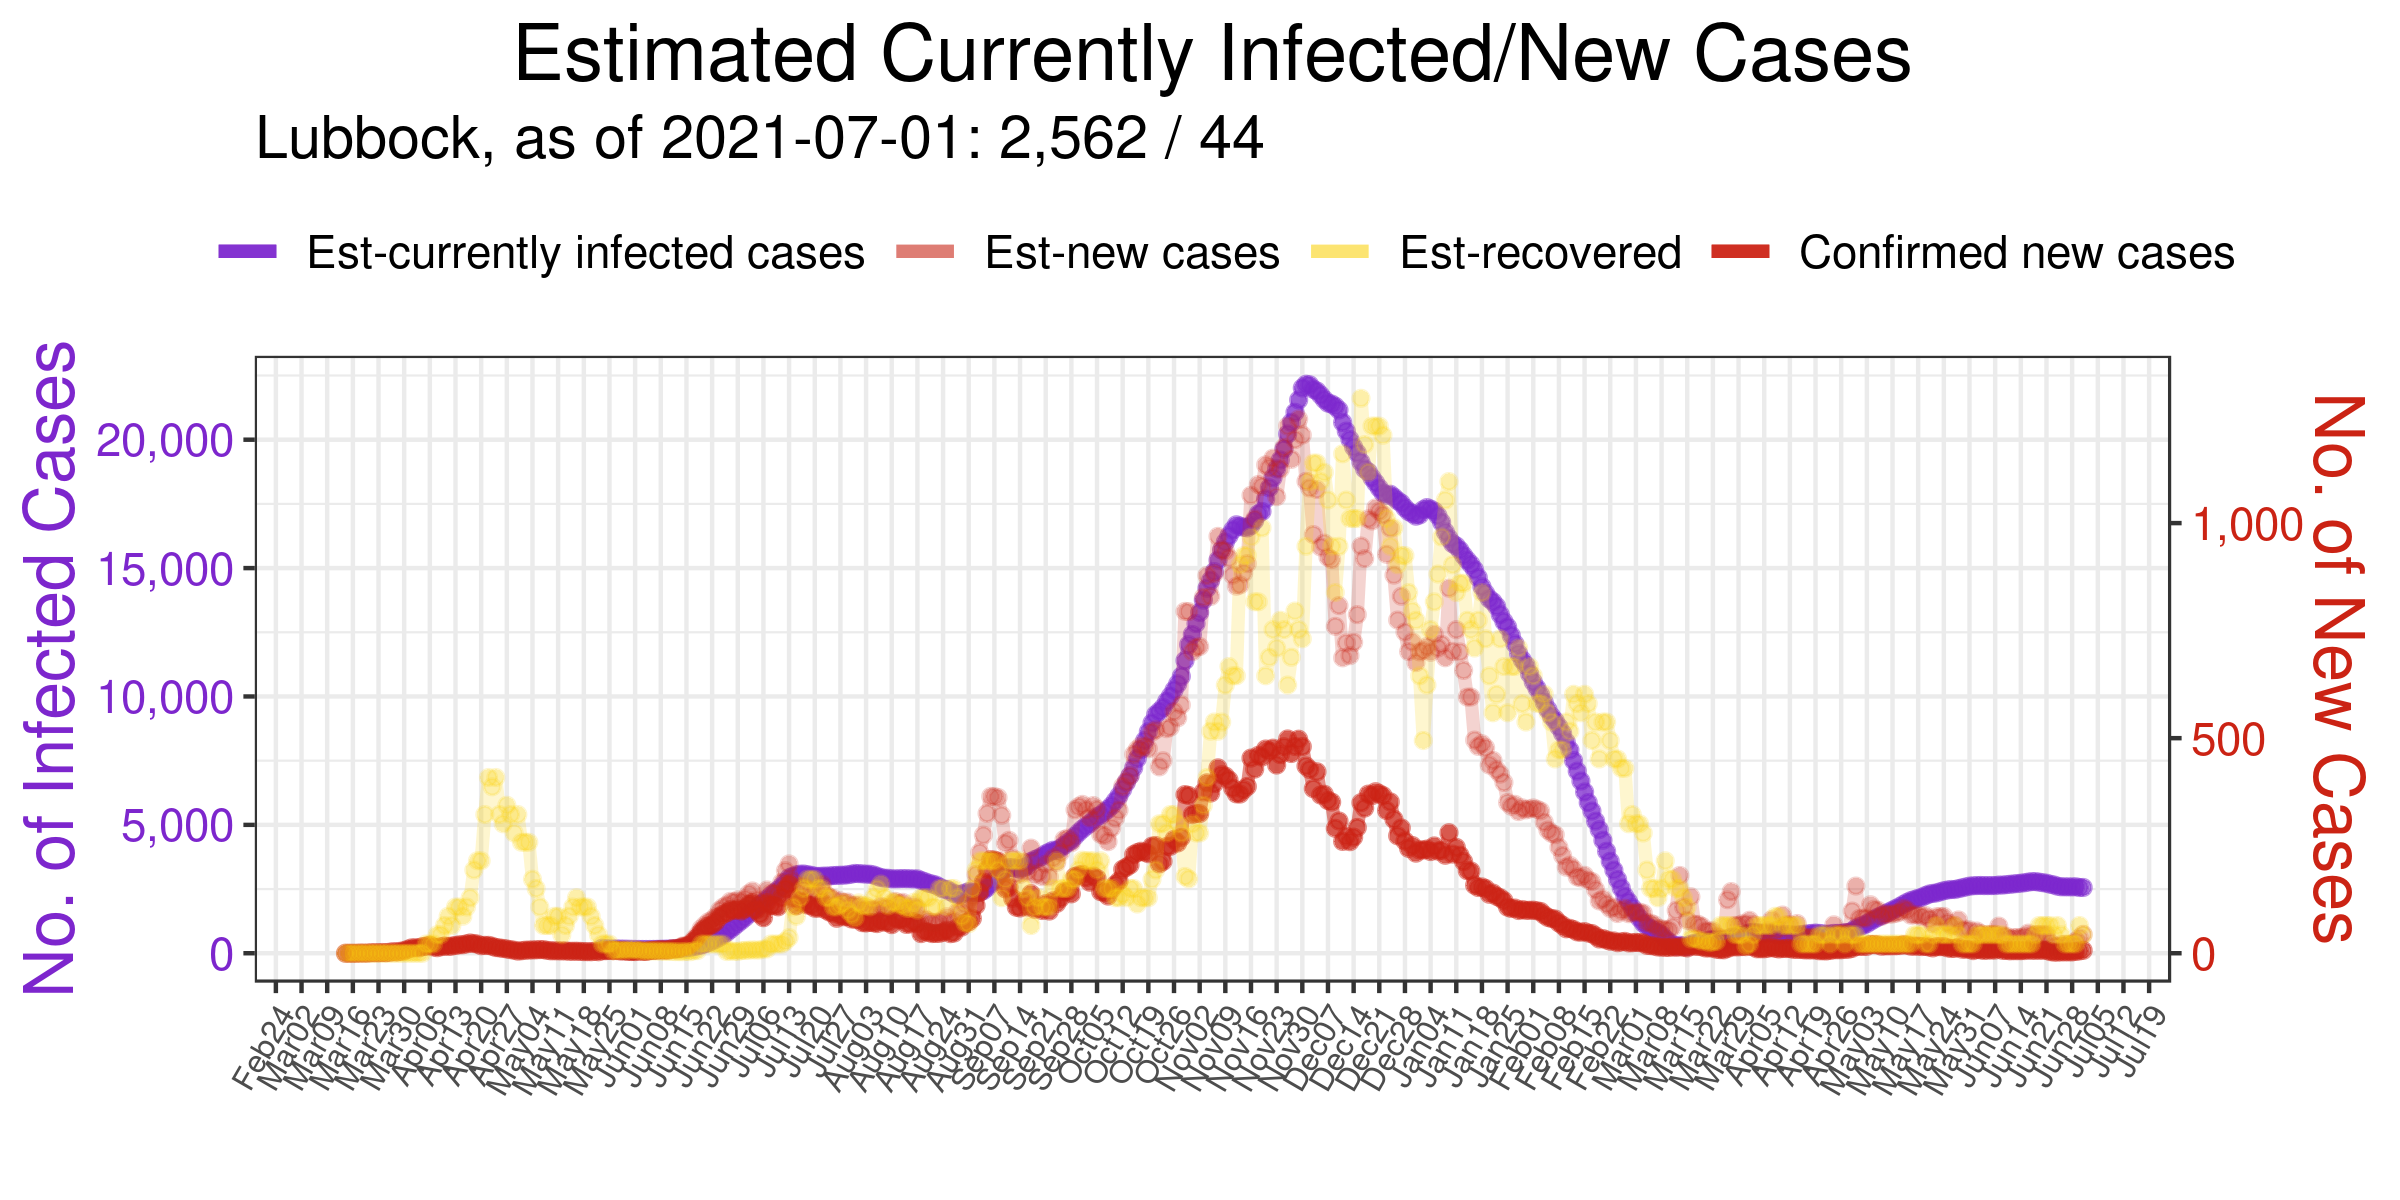 Estimated Currently Infected/New Cases
Lubbock, as of 2021-07-01: 2,562 / 44
Est-currently infected cases Est-new cases Est-recovered Confirmed new cases
No. of Infected Cases
20,000
15,000
10,000
5,000
0
1,000
500
0
No. of New Cases
Feb24 Mar02 Mar09 Mar16 Mar23 Mar30 Apr06 Apr13 Apr20 Apr27 May04 May11 May18 May25 Jun01 Jun08 Jun15 Jun22 Jun29 Jul06 Jul13 Jul20 Jul27 Aug03 Aug10 Aug17 Aug24 Aug31 Sep07 Sep14 Sep21 Sep28 Oct05 Oct12 Oct19 Oct26 Nov02 Nov09 Nov16 Nov23 Nov30 Dec07 Dec14 Dec21 Dec28 Jan04 Jan11 Jan18 Jan25 Feb01 Feb08 Feb15 Feb22 Mar01 Mar08 Mar15 Mar22 Mar29 Apr05 Apr12 Apr19 Apr26 May03 May10 May17 May24 May31 Jun07 Jun14 Jun21 Jun28 Jul05 Jul12 Jul19